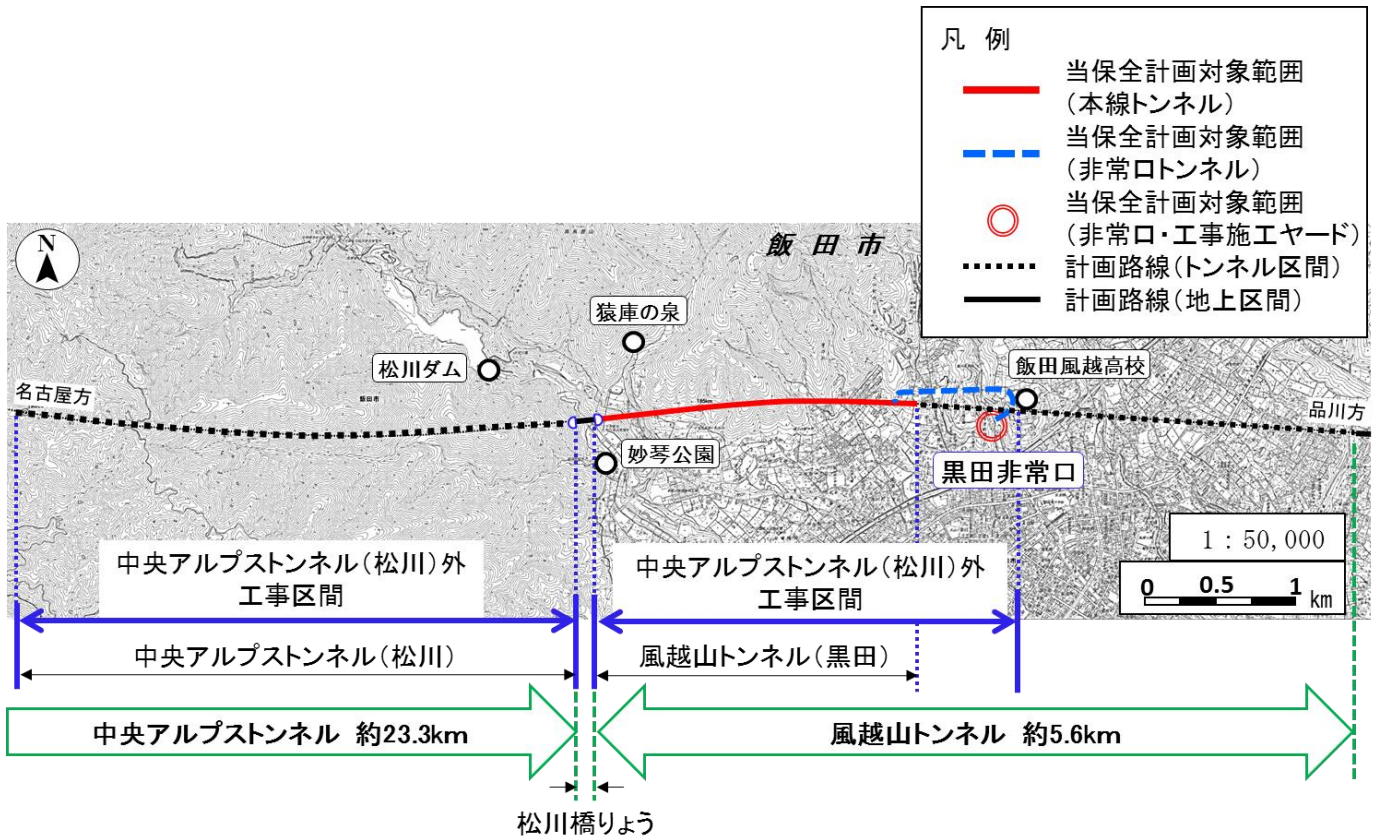 凡 例
当保全計画対象範囲
(本線トンネル)
当保全計画対象範囲
(非常口トンネル)
当保全計画対象範囲
(非常口・工事施工ヤード)
計画路線(トンネル区間)
計画路線(地上区間)
N
飯 田 市
猿庫の泉
松川ダム
飯田風越高校
名古屋方
飯田市
品川方
妙琴公園
黒田非常口
1:50,000
0 0.5 1 km
中央アルプストンネル(松川)外
工事区間
中央アルプストンネル(松川)外
工事区間
中央アルプストンネル(松川)
風越山トンネル(黒田)
中央アルプストンネル 約23.3km
風越山トンネル 約5.6km
松川橋りょう